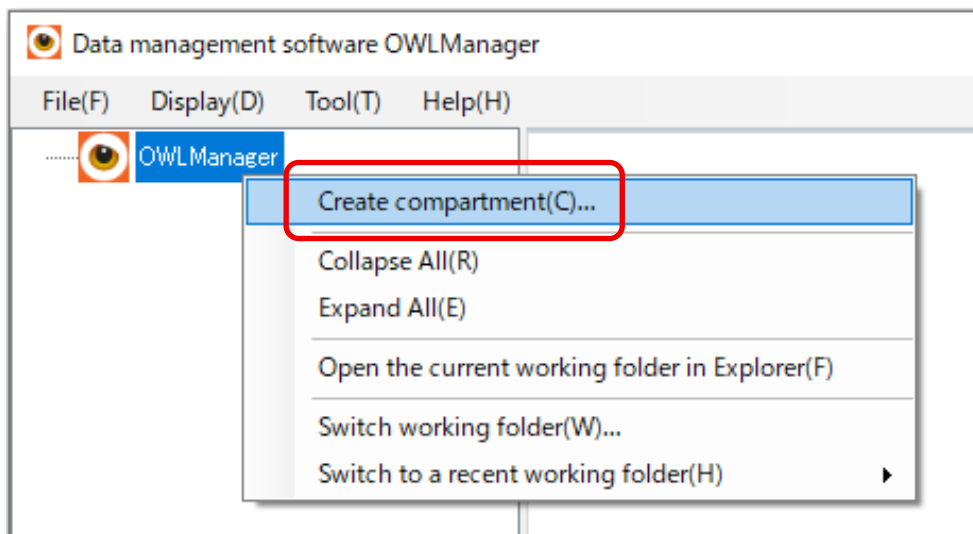 Data management software OWLManager
File(F) Display(D) Tool(T) Help(H)
OWLManager
Create compartment(C)...
Collapse All(R)
Expand All(E)
Open the current working folder in Explorer(F)
Switch working folder(W)...
Switch to a recent working folder(H)